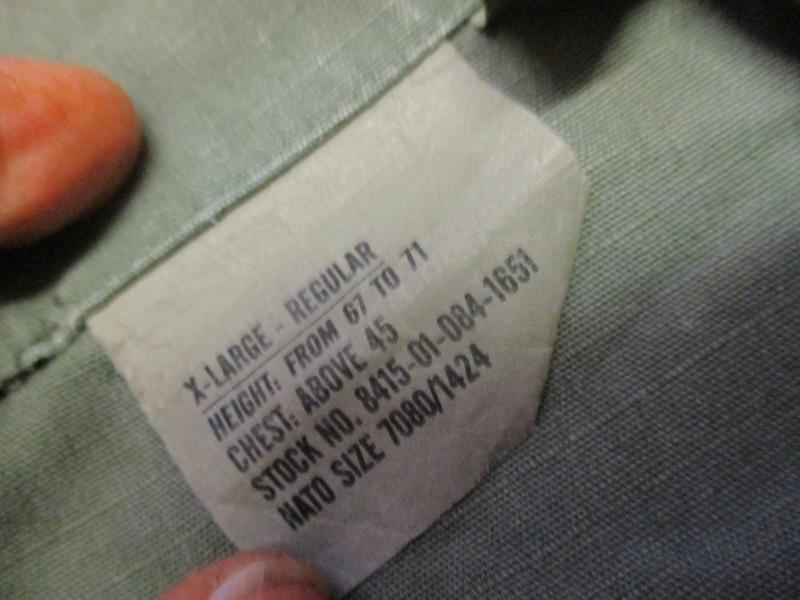 X-LARGE - REGULAR
HEIGHT: FROM 67 TO 71
CHEST: ABOVE 45
STOCK NO. 8415-01-084-1651
NATO SIZE 7080/1424